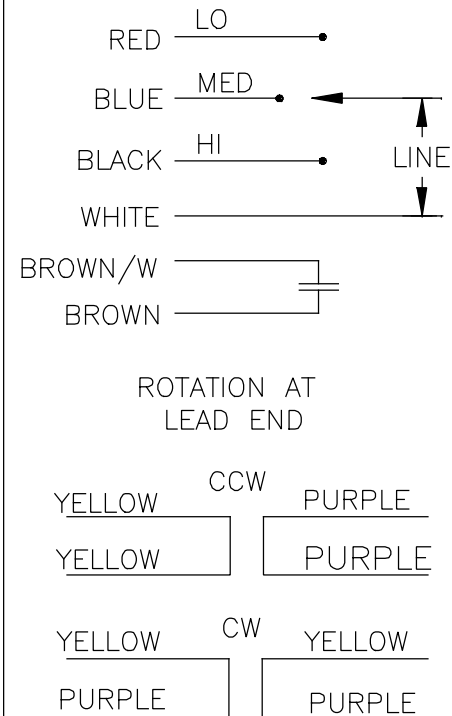 RED LO
BLUE MED
BLACK HI
LINE
WHITE
BROWN/W
BROWN
ROTATION AT
LEAD END
CCW
YELLOW PURPLE
YELLOW PURPLE
CW
YELLOW YELLOW
PURPLE PURPLE